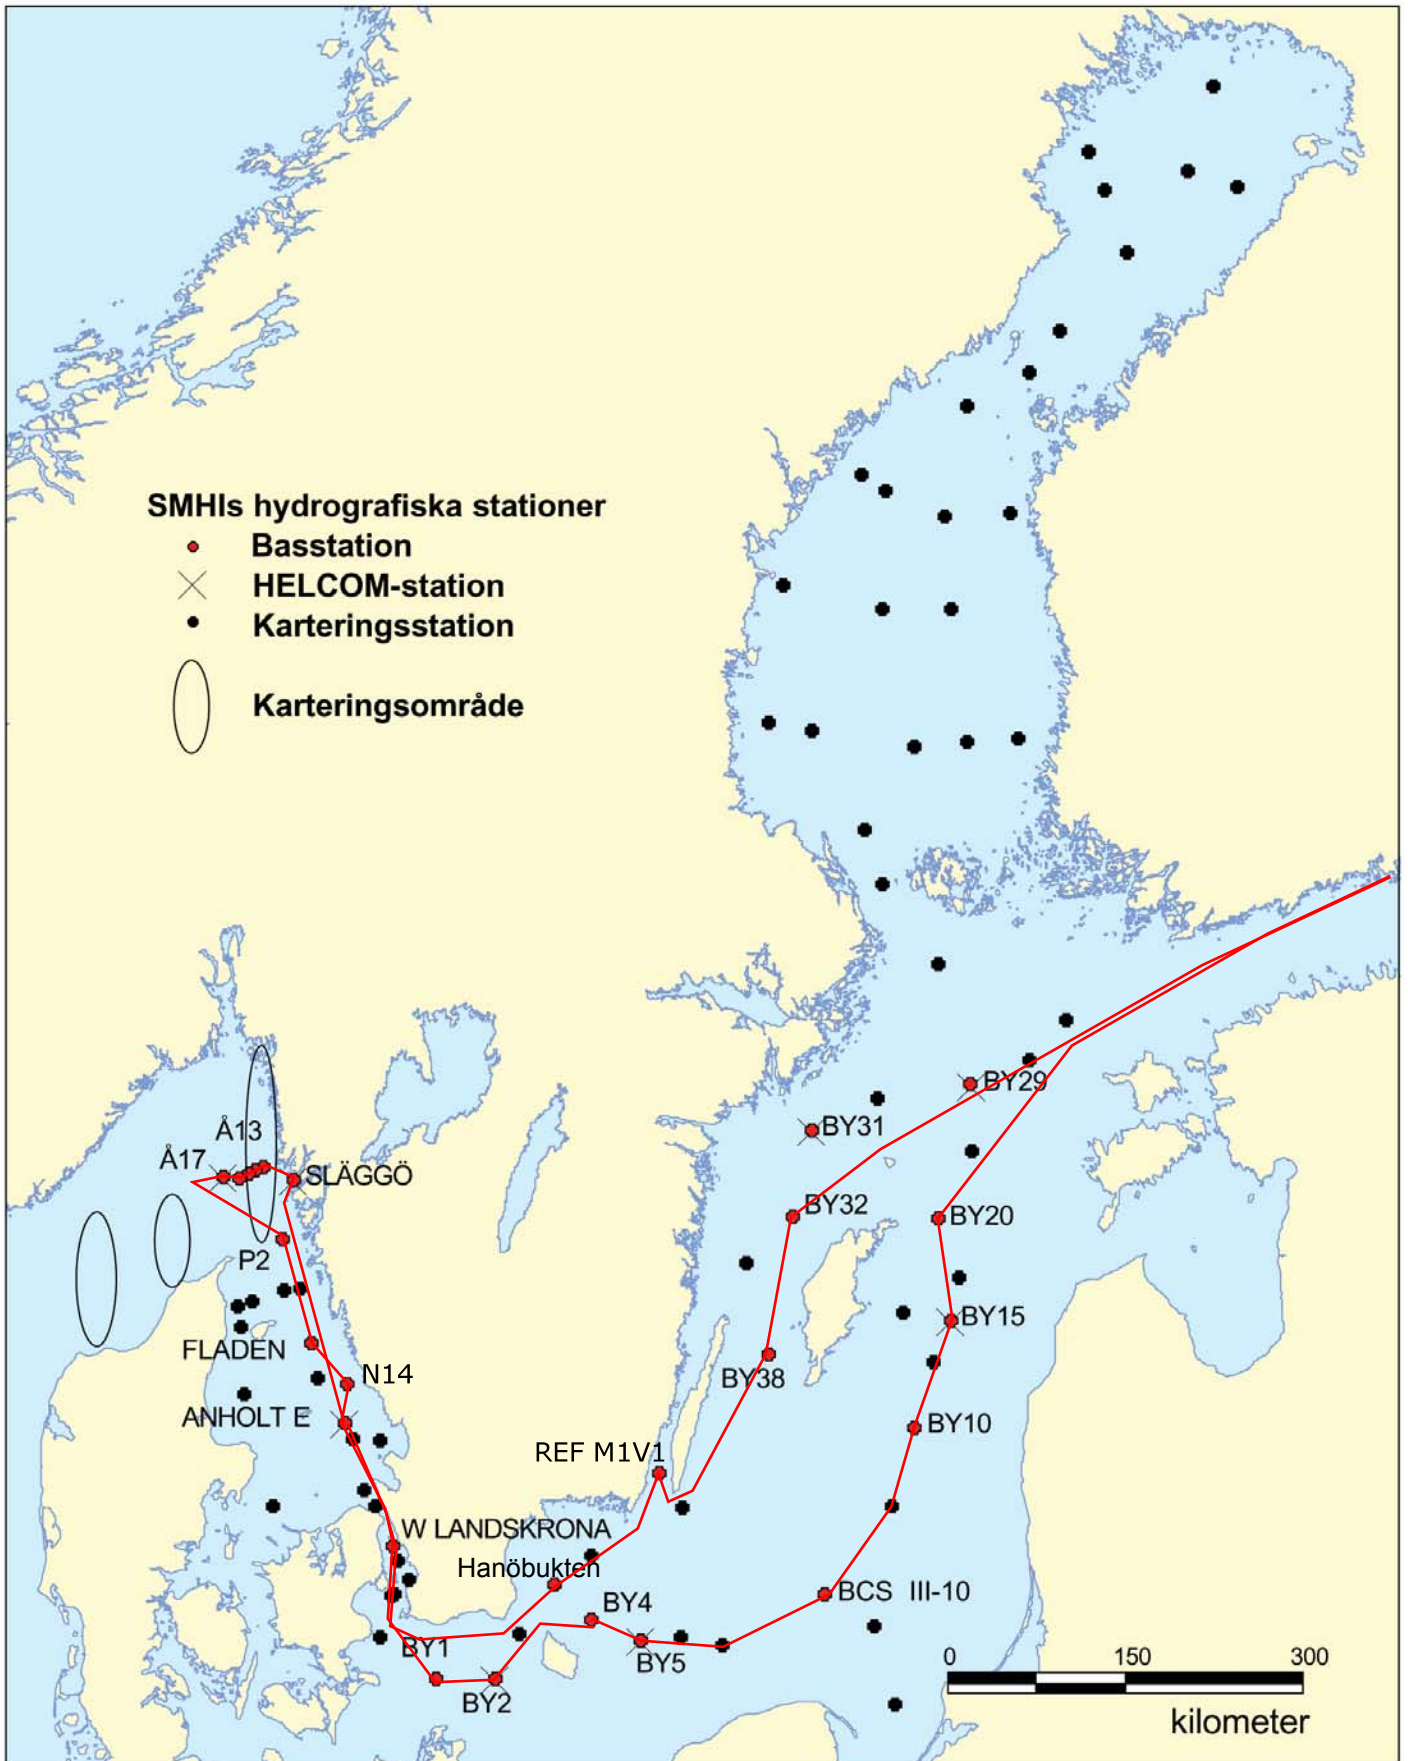 SMHIs hydrografiska stationer
Basstation
HELCOM-station
Karteringsstation
Karteringsområde
BY29
Å13
BY31
Å17
SLÄGGÖ
BY32
BY20
P2
BY15
FLADEN
N14
BY38
ANHOLT E
BY10
REF M1V1
W LANDSKRONA
Hanöbukten
BCS III-10
BY4
BY1
BY5
BY2
0 150 300
kilometer